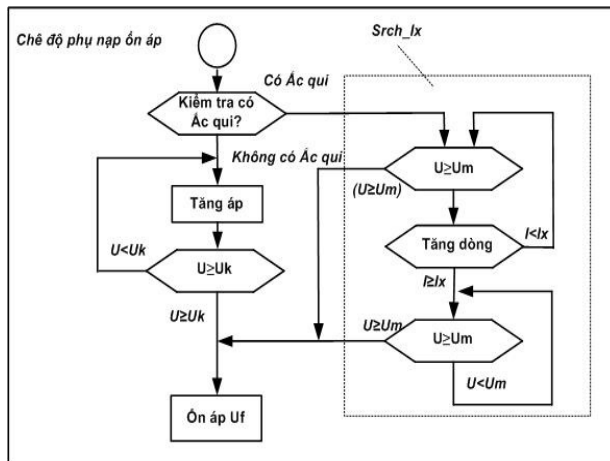 Chê độ phụ nạp ổn áp
Srch_Ix
Có Ắc qui
Kiểm tra có
Ắc qui?
Không có Ắc qui
U≥Um
(U≥Um)
Tăng áp
Tăng dòng
I<Ix
U<Uk
U≥Uk
I≥Ix
U≥Uk
U≥Um
U≥Um
U<Um
Ổn áp Uf